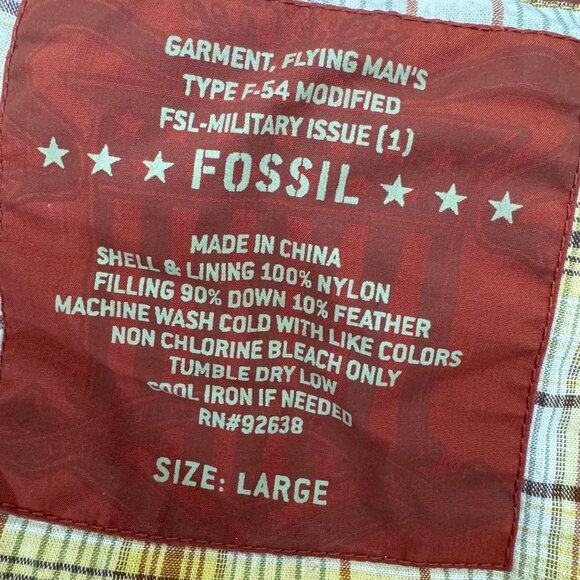 GARMENT, FLYING MAN'S
TYPE F-54 MODIFIED
FSL-MILITARY ISSUE (1)
FOSSIL
MADE IN CHINA
SHELL & LINING 100% NYLON
FILLING 90% DOWN 10% FEATHER
MACHINE WASH COLD WITH LIKE COLORS
NON CHLORINE BLEACH ONLY
TUMBLE DRY LOW
COOL IRON IF NEEDED
RN#92638
SIZE: LARGE